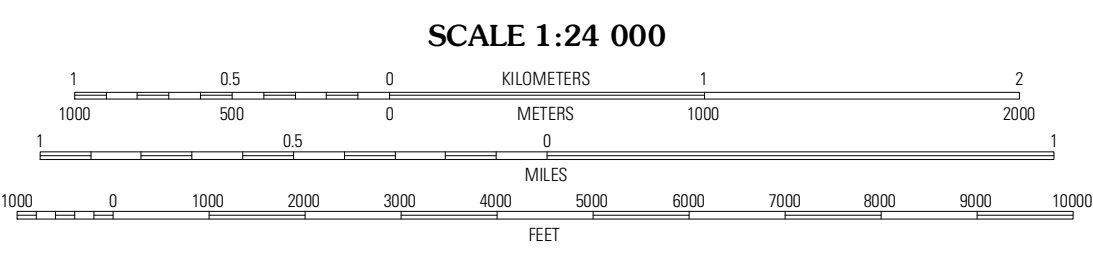 SCALE 1:24 000
1 0.5 0 KILOMETERS 1 2
1000 500 0 METERS 1000 2000
1 0.5 0 1
MILES
1000 0 1000 2000 3000 4000 5000 6000 7000 8000 9000 10000
FEET